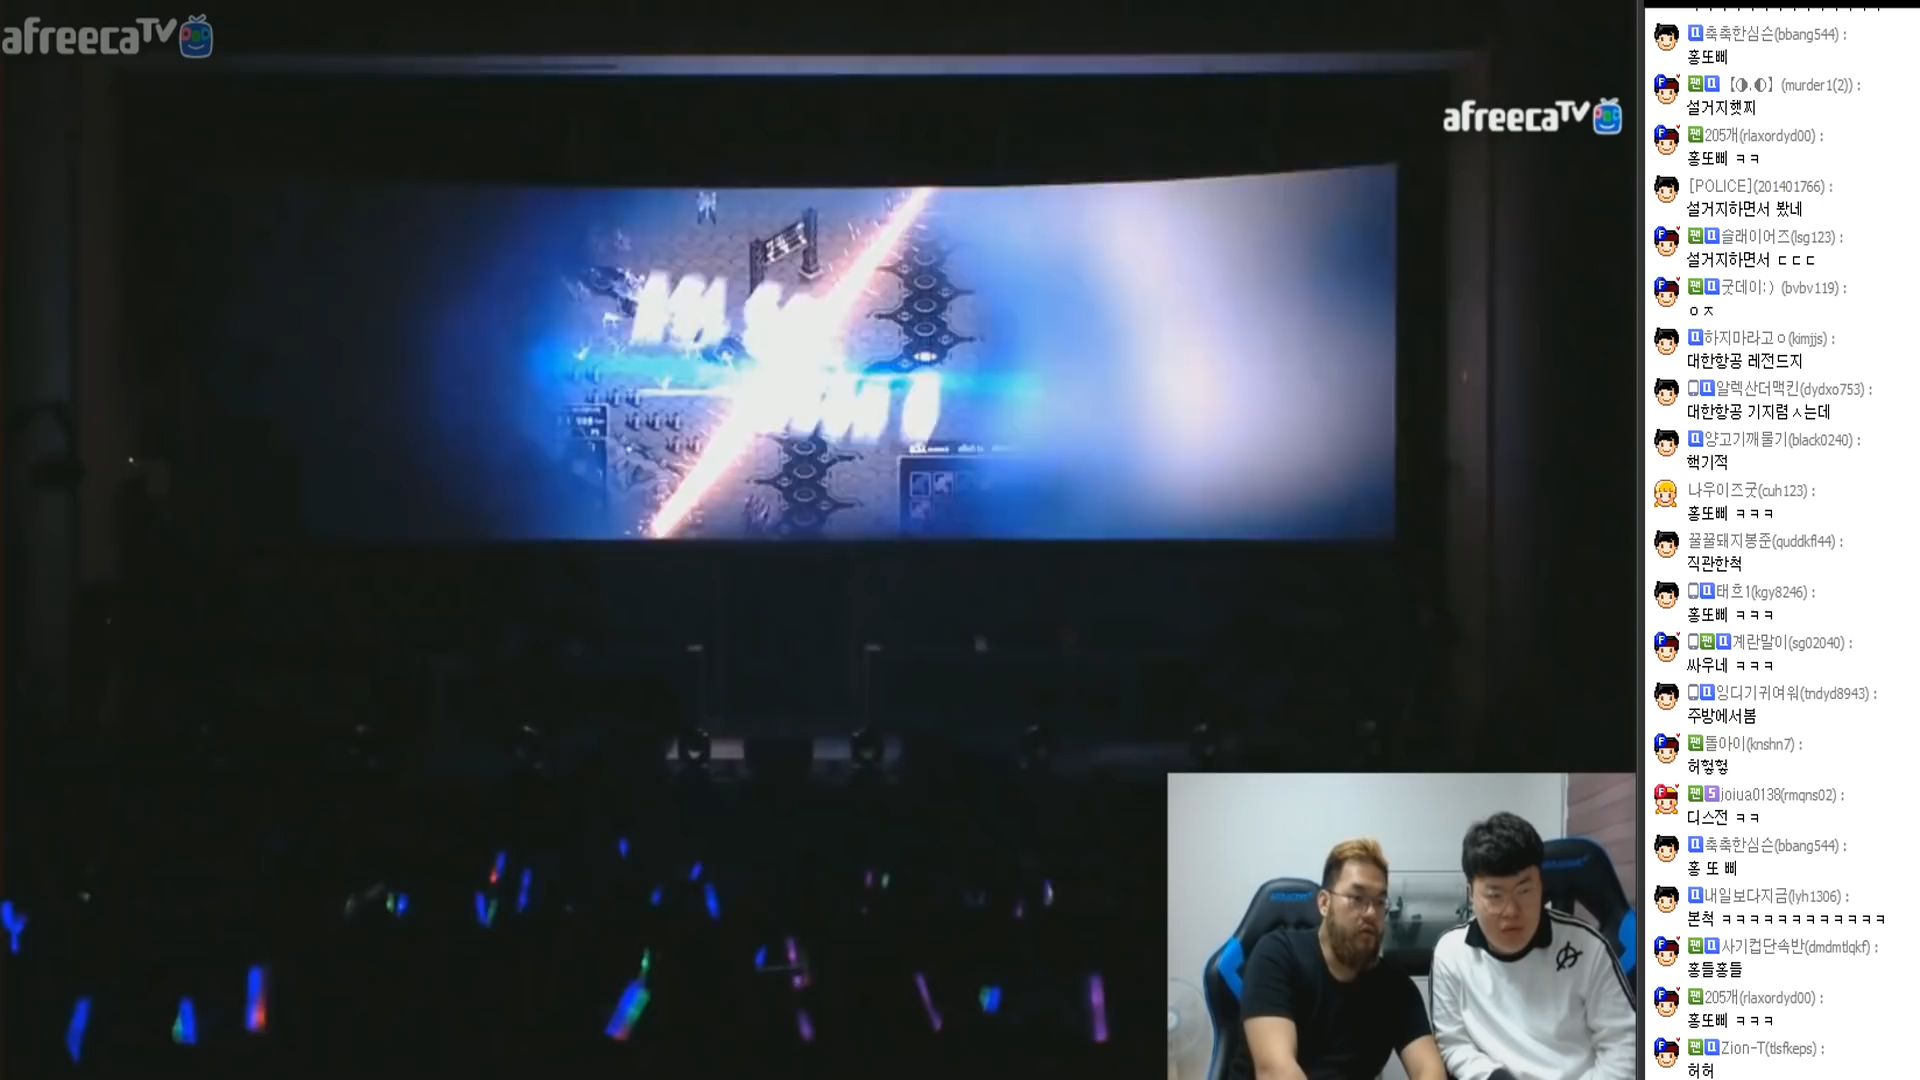 afreecaTV
afreecaTV
축축한심슨(bbang544) :
홍또삐
【◑.◐】(murder1(2)) :
설거지햇찌
205개(rlaxordyd00) :
홍또삐 ㅋㅋ
[POLICE](201401766) :
설거지하면서 봤네
슬래이어즈(lsg123) :
설거지하면서 ㄷㄷㄷ
굿데이:) (bvbv119) :
ㅇㅈ
하지마라고ㅇ(kimjjs) :
대한항공 레전드지
알렉산더맥킨(dydxo753) :
대한항공 기지렴ㅅ는데
양고기깨물기(black0240) :
핵기적
나우이즈굿(cuh123) :
홍또삐 ㅋㅋㅋ
꿀꿀돼지봉준(quddkfl44) :
직관한척
태흐1(kgy8246) :
홍또삐 ㅋㅋㅋ
계란말이(sg02040) :
싸우네 ㅋㅋㅋ
잉디기귀여워(tndyd8943) :
주방에서봄
돌아이(knshn7) :
허헣헣
joiua0138(rmqns02) :
디스전 ㅋㅋ
축축한심슨(bbang544) :
홍 또 삐
내일보다지금(lyh1306) :
본척 ㅋㅋㅋㅋㅋㅋㅋㅋㅋㅋㅋㅋ
사기컵단속반(dmdmtlqkf) :
홍들홍들
205개(rlaxordyd00) :
홍또삐 ㅋㅋㅋ
Zion-T(tlsfkeps) :
허허